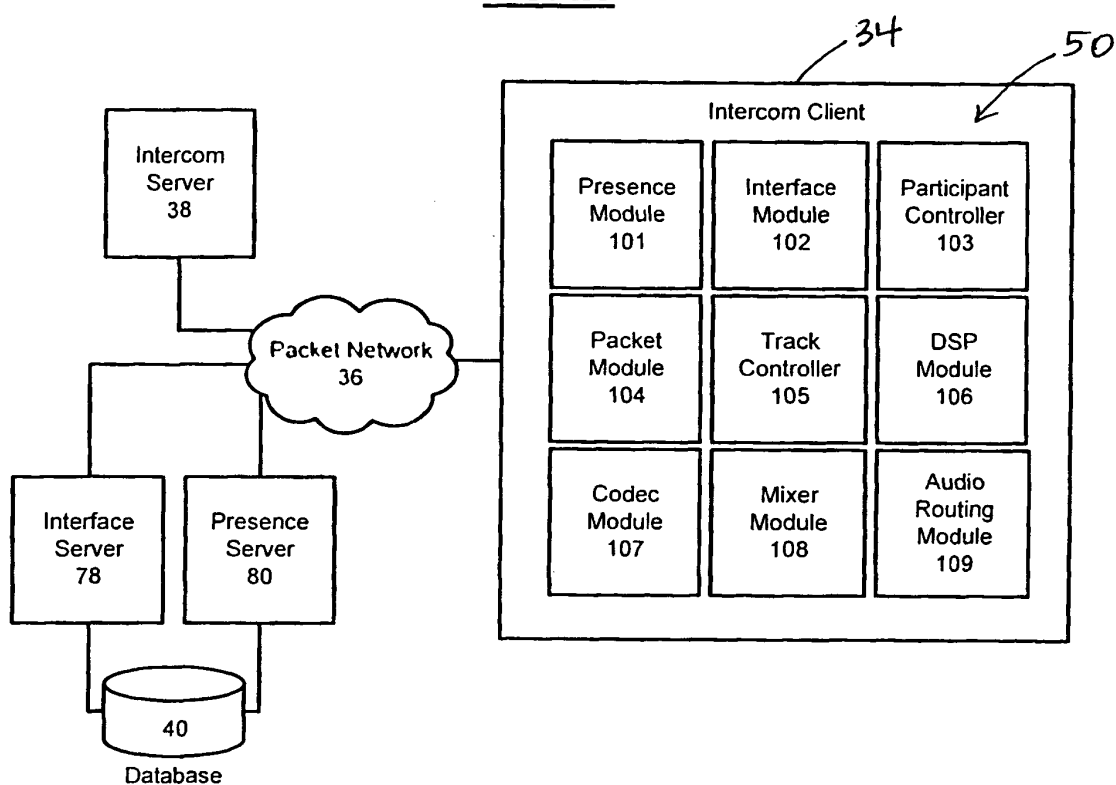 34
50
Intercom Client
Intercom
Server
38
Presence
Module
101
Interface
Module
102
Participant
Controller
103
Packet Network
36
Packet
Module
104
Track
Controller
105
DSP
Module
106
Codec
Module
107
Mixer
Module
108
Audio
Routing
Module
109
Interface
Server
78
Presence
Server
80
40
Database